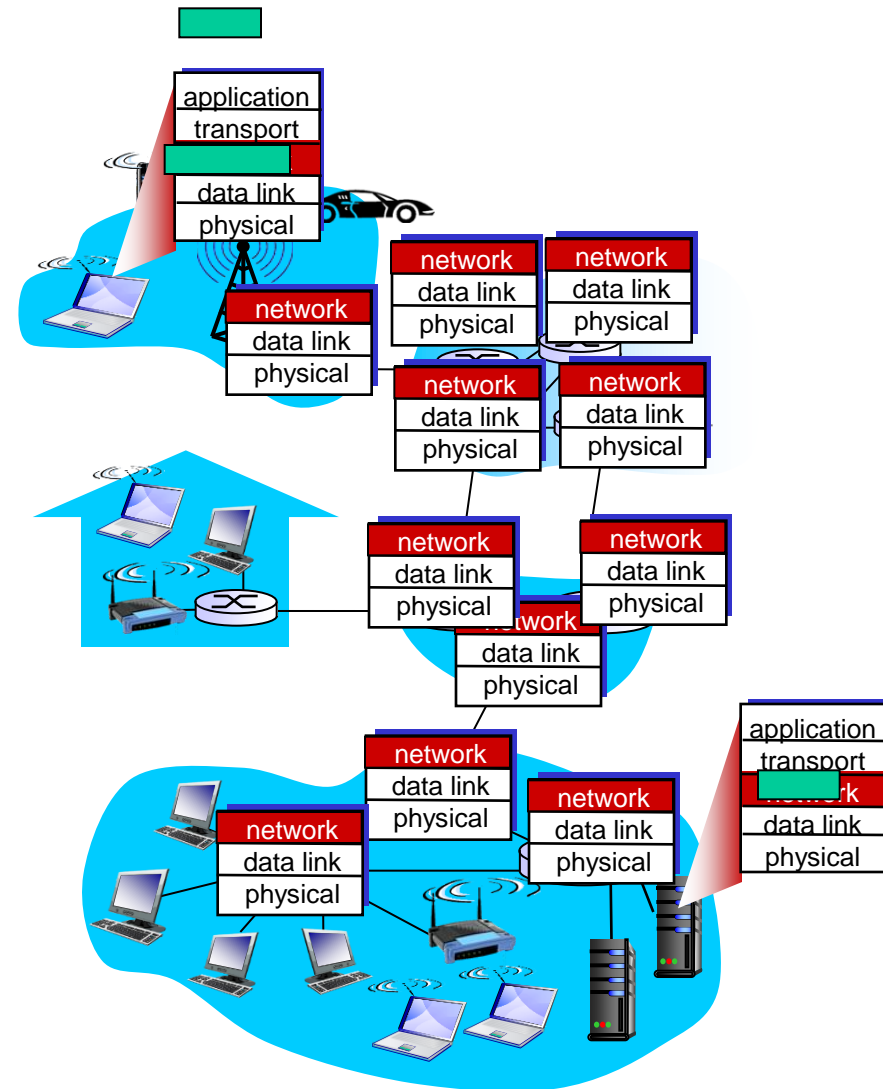 application
transport
data link
physical
network
data link
physical
network
data link
physical
network
data link
physical
network
data link
physical
network
data link
physical
network
data link
physical
network
data link
physical
network
data link
physical
application
transport
network
data link
physical
network
data link
physical
network
data link
physical
network
data link
physical